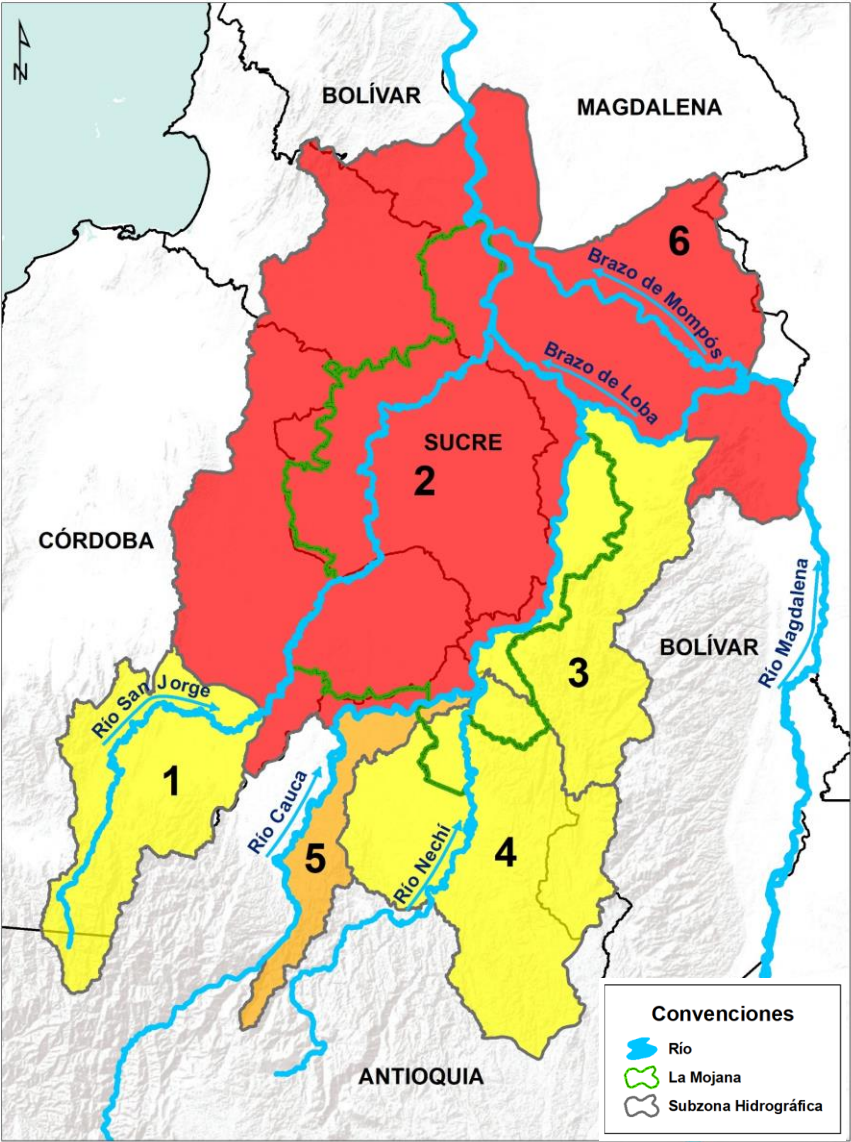 N
BOLÍVAR
MAGDALENA
6
Brazo de Mompós
Brazo de Loba
SUCRE
2
CÓRDOBA
Río Magdalena
BOLÍVAR
3
Río San Jorge
1
Río Cauca
5
Río Nechí
4
ANTIOQUIA
Convenciones
Río
La Mojana
Subzona Hidrográfica